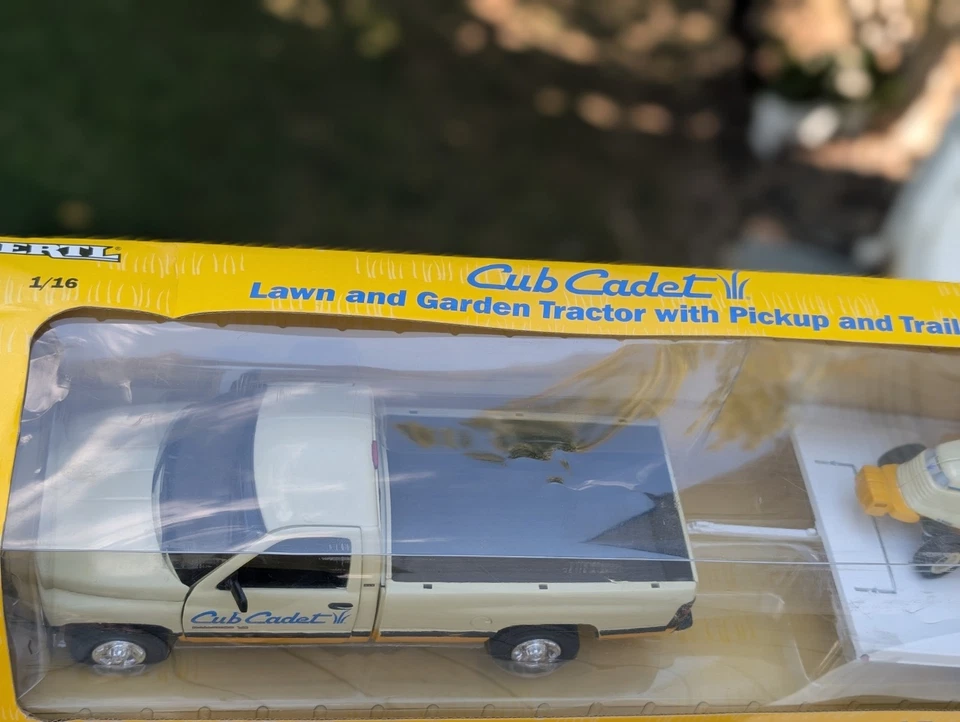 ERTL
1/16
Cub Cadet
Lawn and Garden Tractor with Pickup and Trail
Cub Cadet